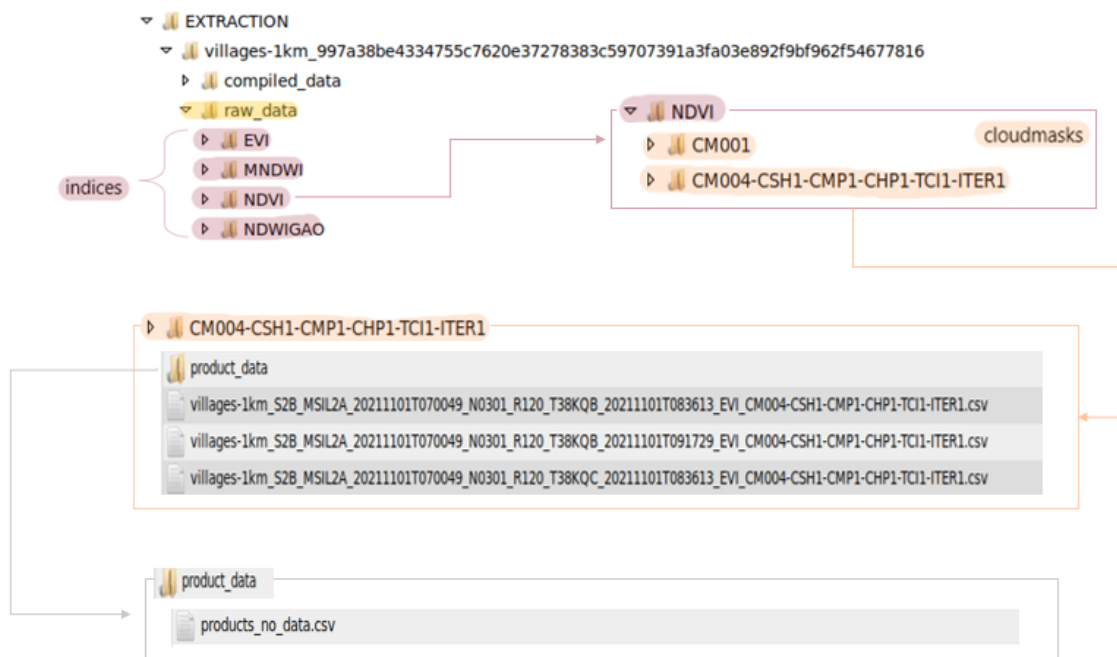 EXTRACTION
villages-1km_997a38be4334755c7620e37278383c59707391a3fa03e892f9bf962f54677816
compiled_data
raw_data
EVI
MNDWI
NDVI
NDWIGAO
indices
NDVI
CM001
CM004-CSH1-CMP1-CHP1-TCI1-ITER1
cloudmasks
CM004-CSH1-CMP1-CHP1-TCI1-ITER1
product_data
villages-1km_S2B_MSIL2A_20211101T070049_N0301_R120_T38KQB_20211101T083613_EVI_CM004-CSH1-CMP1-CHP1-TCI1-ITER1.csv
villages-1km_S2B_MSIL2A_20211101T070049_N0301_R120_T38KQB_20211101T091729_EVI_CM004-CSH1-CMP1-CHP1-TCI1-ITER1.csv
villages-1km_S2B_MSIL2A_20211101T070049_N0301_R120_T38KQC_20211101T083613_EVI_CM004-CSH1-CMP1-CHP1-TCI1-ITER1.csv
product_data
products_no_data.csv